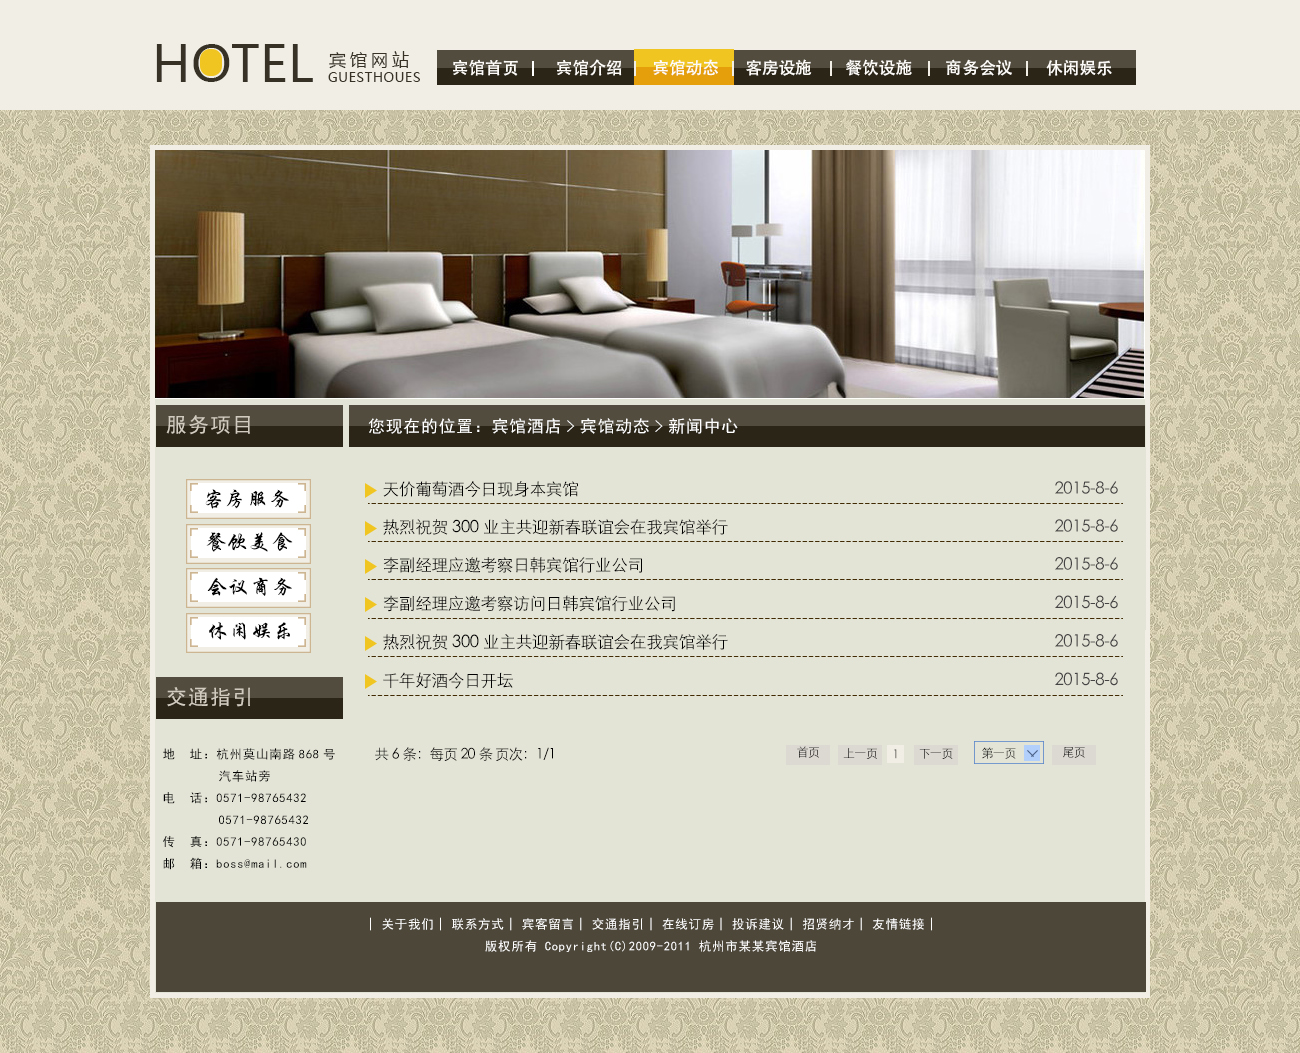 HOTEL 宾馆网站
GUESTHOUES
宾馆首页 | 宾馆介绍 | 宾馆动态 | 客房设施 | 餐饮设施 | 商务会议 | 休闲娱乐
服务项目
您现在的位置：宾馆酒店 > 宾馆动态 > 新闻中心
客房服务
餐饮美食
会议商务
休闲娱乐
天价葡萄酒今日现身本宾馆 2015-8-6
热烈祝贺 300 业主共迎新春联谊会在我宾馆举行 2015-8-6
李副经理应邀考察日韩宾馆行业公司 2015-8-6
李副经理应邀考察访问日韩宾馆行业公司 2015-8-6
热烈祝贺 300 业主共迎新春联谊会在我宾馆举行 2015-8-6
千年好酒今日开坛 2015-8-6
交通指引
地 址：杭州莫山南路 868 号
汽车站旁
电 话：0571-98765432
0571-98765432
传 真：0571-98765430
邮 箱：boss@mail.com
共 6 条：每页 20 条 页次：1/1 首页 上一页 1 下一页 第一页 尾页
| 关于我们 | 联系方式 | 宾客留言 | 交通指引 | 在线订房 | 投诉建议 | 招贤纳才 | 友情链接 |
版权所有 Copyright(C)2009-2011 杭州市某某宾馆酒店